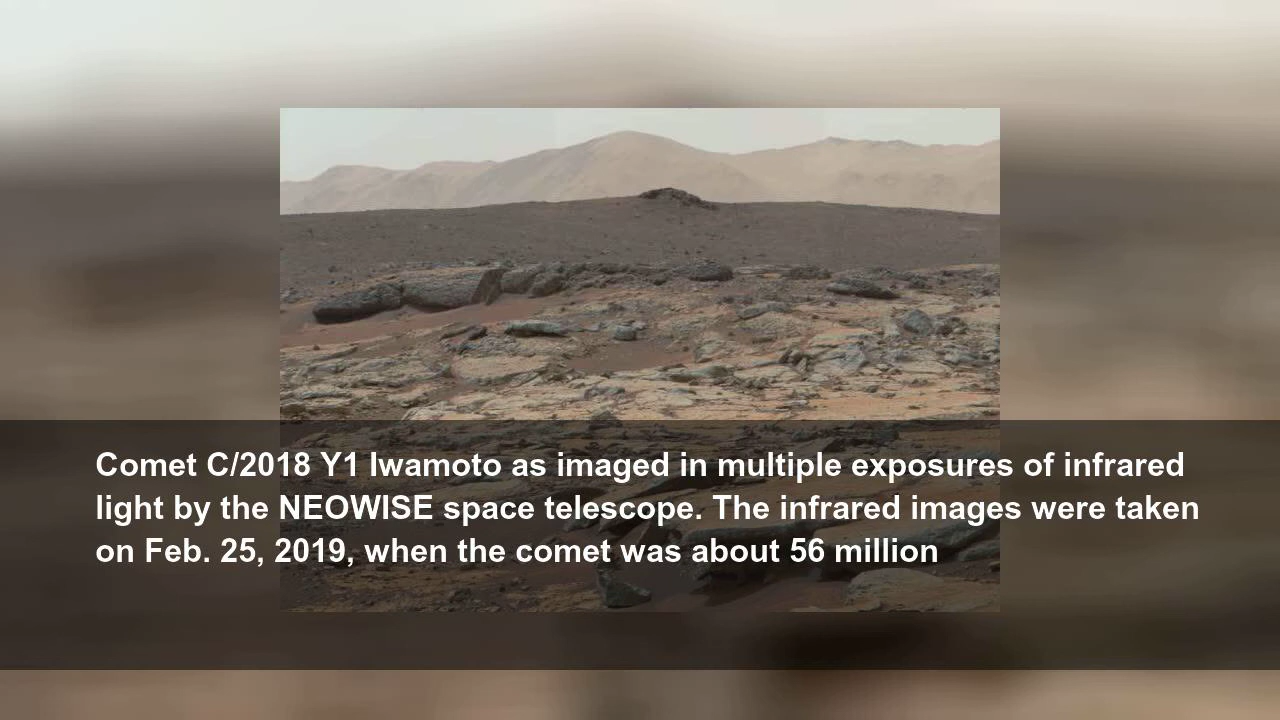 Comet C/2018 Y1 Iwamoto as imaged in multiple exposures of infrared
light by the NEOWISE space telescope. The infrared images were taken
on Feb. 25, 2019, when the comet was about 56 million